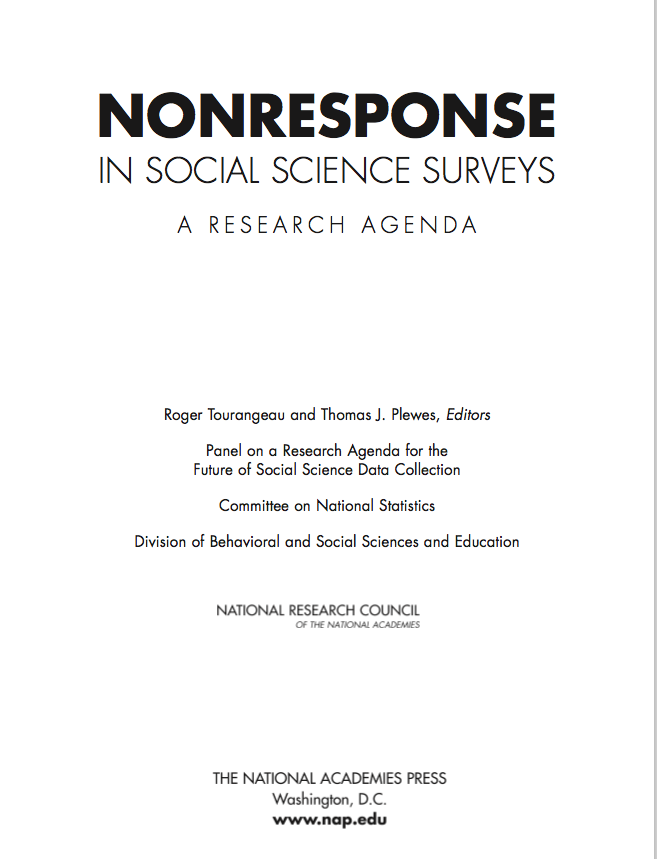 NONRESPONSE
IN SOCIAL SCIENCE SURVEYS
A RESEARCH AGENDA
Roger Tourangeau and Thomas J. Plewes, Editors
Panel on a Research Agenda for the
Future of Social Science Data Collection
Committee on National Statistics
Division of Behavioral and Social Sciences and Education
NATIONAL RESEARCH COUNCIL
OF THE NATIONAL ACADEMIES
THE NATIONAL ACADEMIES PRESS
Washington, D.C.
www.nap.edu